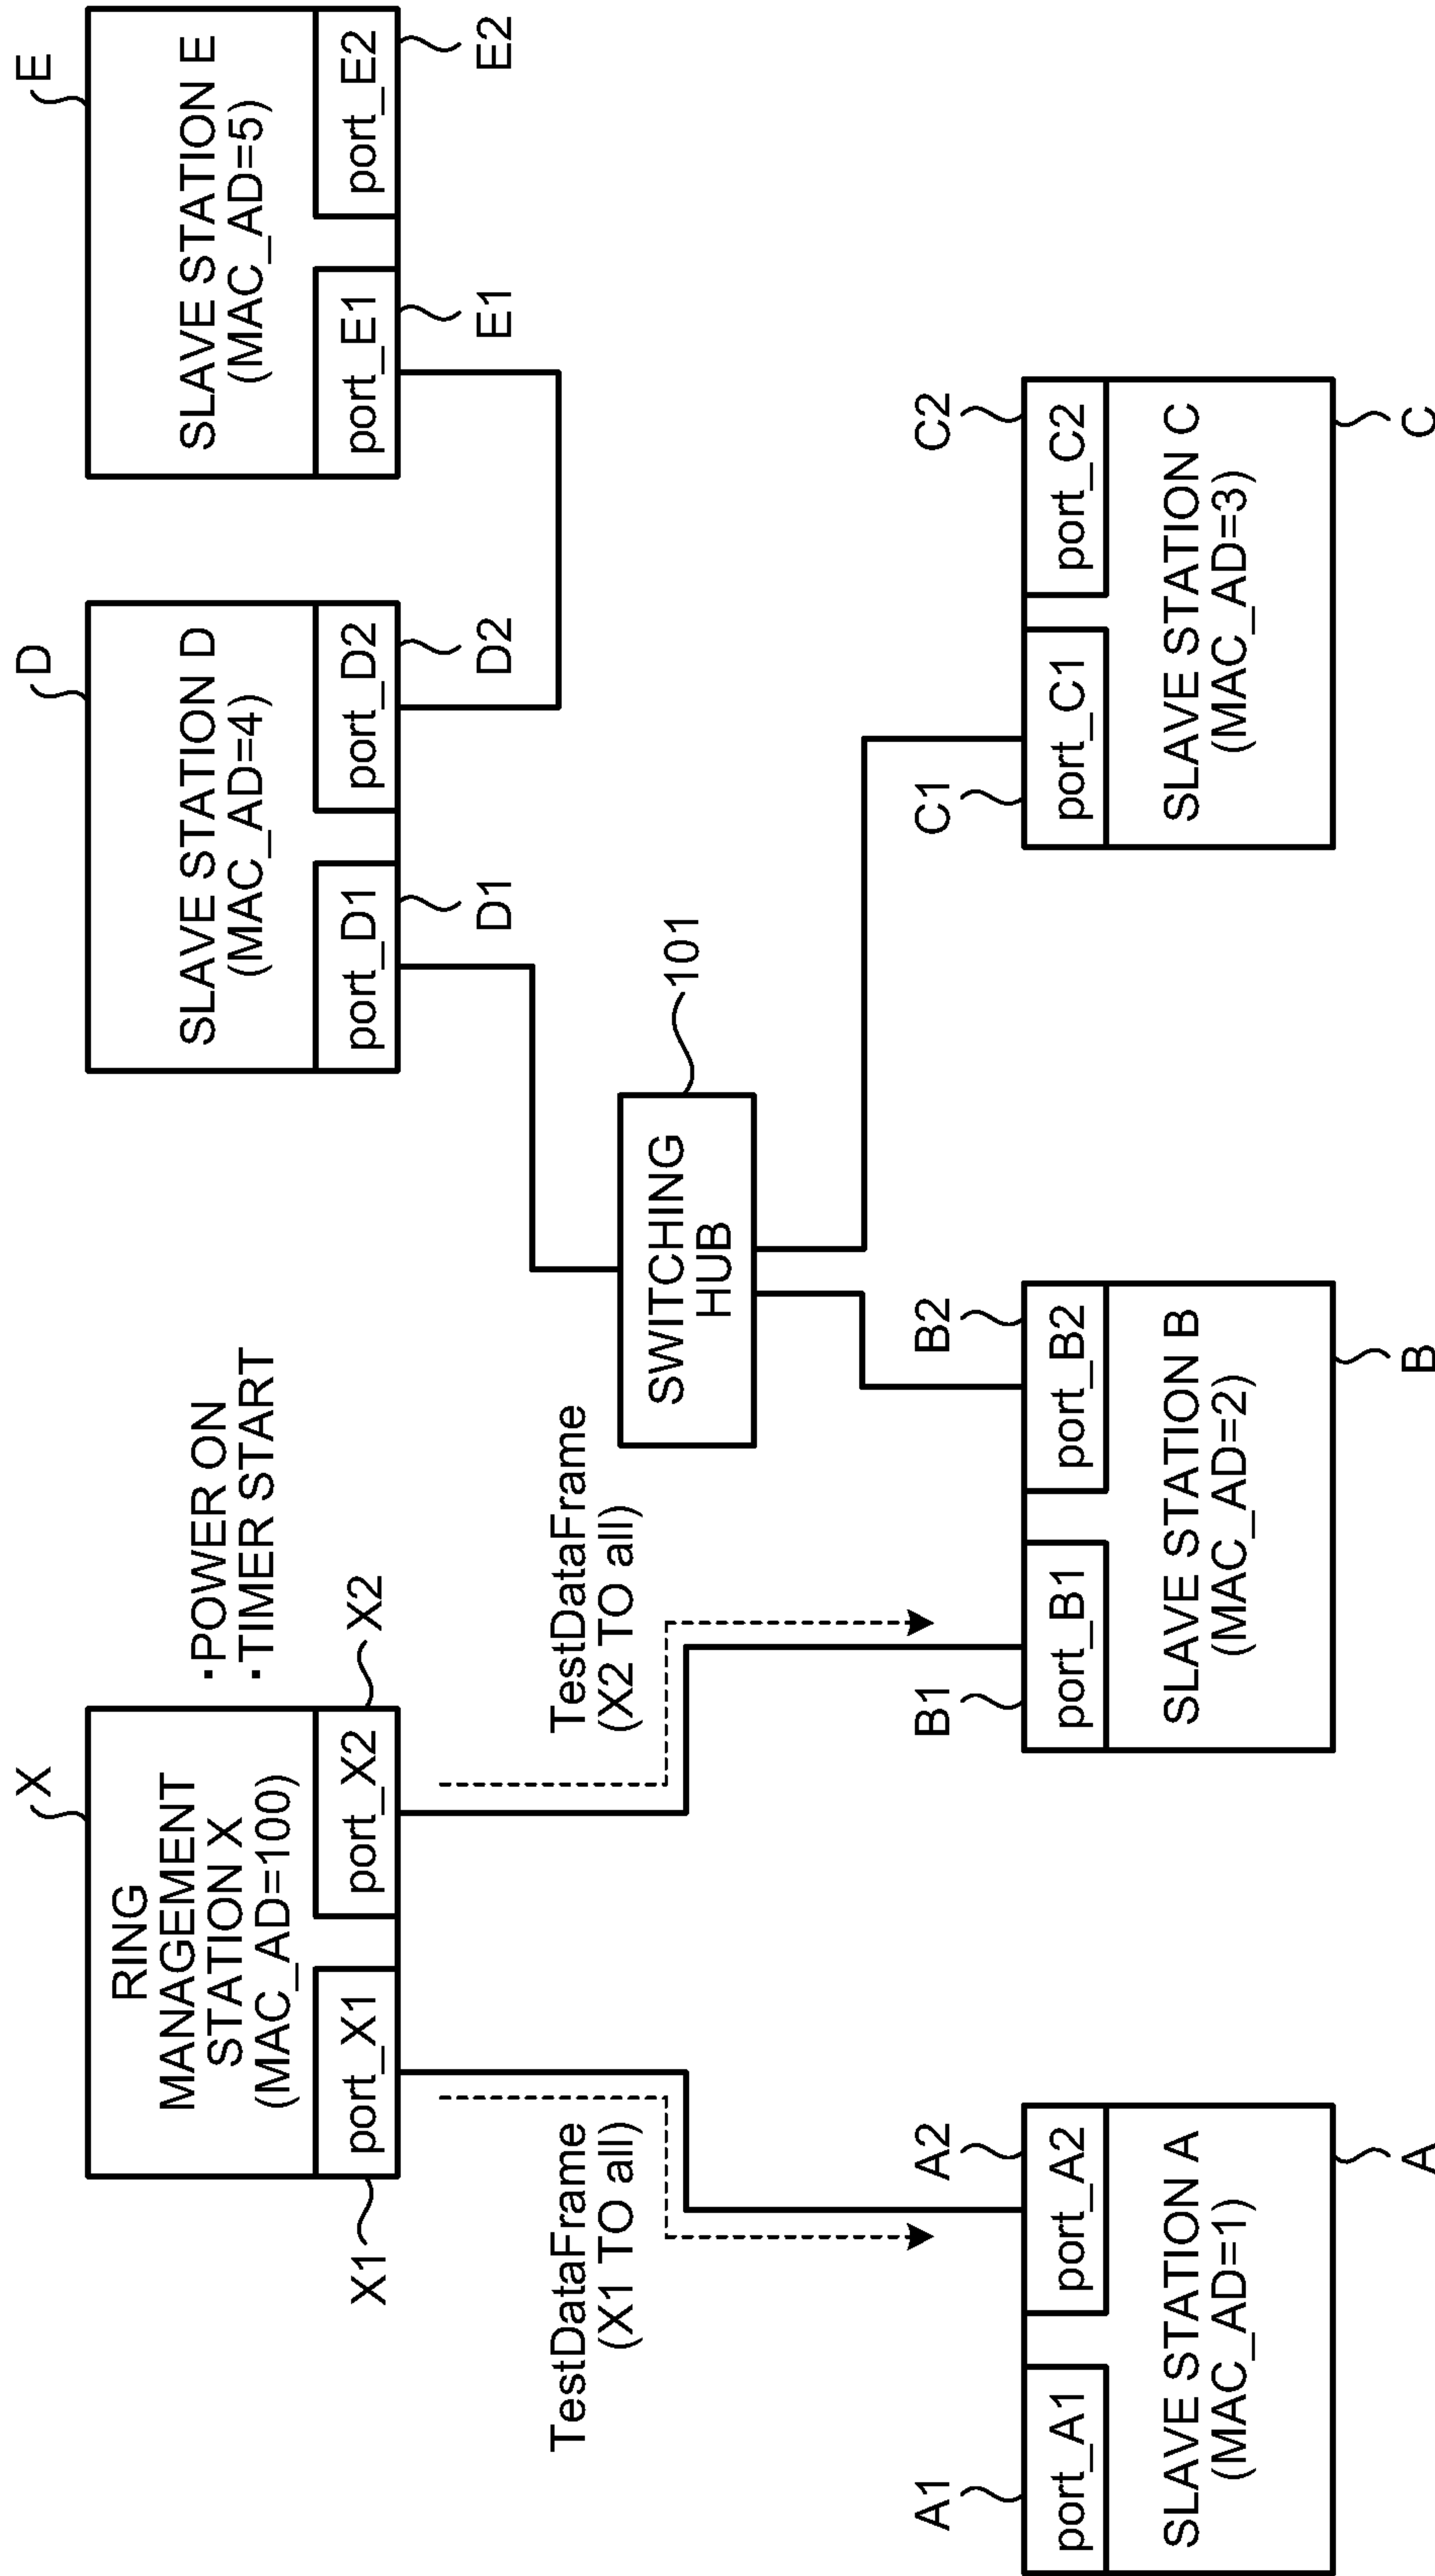 X
RING
MANAGEMENT
STATION X
(MAC_AD=100)
port_X1
port_X2
X1
X2
·POWER ON
·TIMER START
D
SLAVE STATION D
(MAC_AD=4)
port_D1
port_D2
D1
D2
E
SLAVE STATION E
(MAC_AD=5)
port_E1
port_E2
E1
E2
TestDataFrame
(X1 TO all)
TestDataFrame
(X2 TO all)
SWITCHING
HUB
101
A1
A2
port_A1
port_A2
SLAVE STATION A
(MAC_AD=1)
A
B1
B2
port_B1
port_B2
SLAVE STATION B
(MAC_AD=2)
B
C1
C2
port_C1
port_C2
SLAVE STATION C
(MAC_AD=3)
C